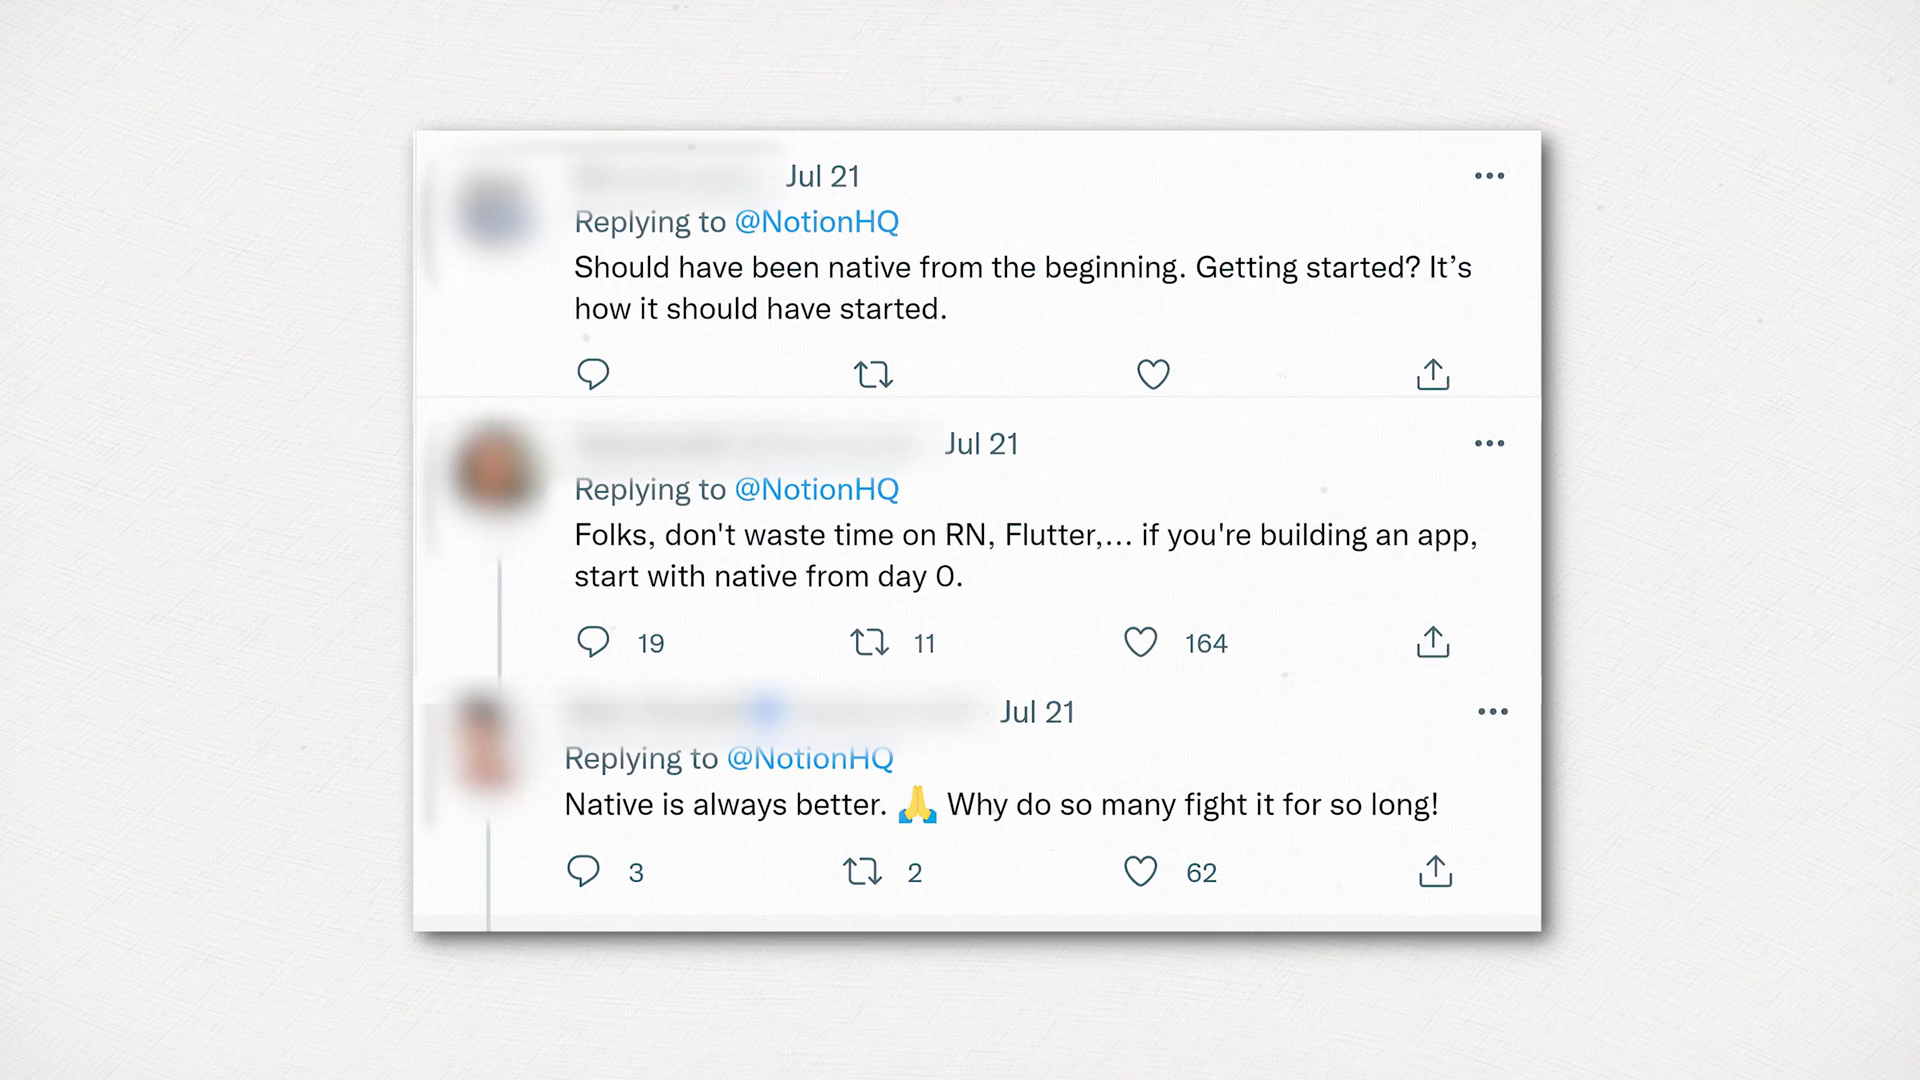 Jul 21
Replying to @NotionHQ
Should have been native from the beginning. Getting started? It’s
how it should have started.
Jul 21
Replying to @NotionHQ
Folks, don't waste time on RN, Flutter,... if you're building an app,
start with native from day 0.
19 11 164
Jul 21
Replying to @NotionHQ
Native is always better. 🙏 Why do so many fight it for so long!
3 2 62